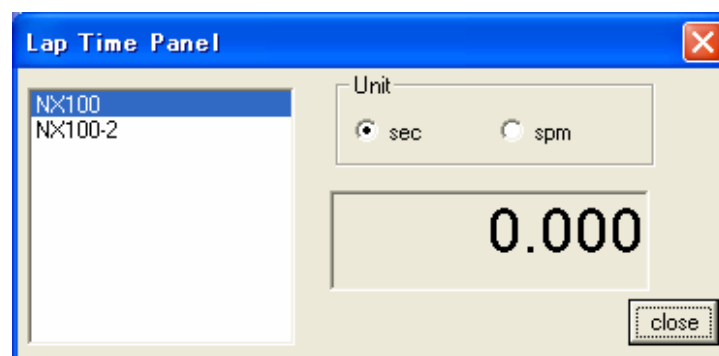 Lap Time Panel
NX100
NX100-2
Unit
sec
spm
0.000
close